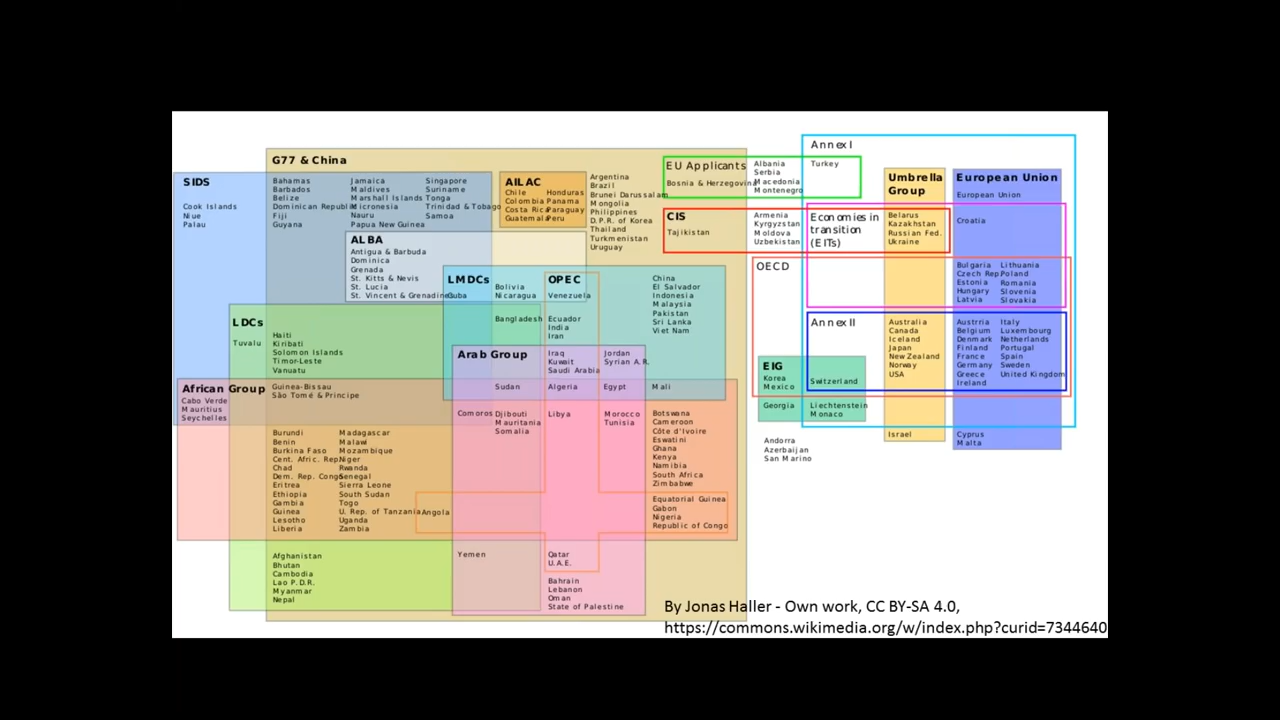 G77 & China
SIDS
Cook Islands
Niue
Palau
Bahamas
Barbados
Belize
Dominican Republic
Fiji
Guyana
Jamaica
Maldives
Marshall Islands
Micronesia
Nauru
Papua New Guinea
Singapore
Suriname
Tonga
Trinidad & Tobago
Samoa
AILAC
Chile
Colombia
Costa Rica
Guatemala
Honduras
Panama
Paraguay
Peru
Argentina
Brazil
Brunei Darussalam
Mongolia
Philippines
D.P.R. of Korea
Thailand
Turkmenistan
Uruguay
ALBA
Antigua & Barbuda
Dominica
Grenada
St. Kitts & Nevis
St. Lucia
St. Vincent & Grenadines
LMDCs
Cuba
Bolivia
Nicaragua
OPEC
Venezuela
Bangladesh
Ecuador
India
Iran
China
El Salvador
Indonesia
Malaysia
Pakistan
Sri Lanka
Viet Nam
LDCs
Tuvalu
Haiti
Kiribati
Solomon Islands
Timor-Leste
Vanuatu
Arab Group
Iraq
Kuwait
Saudi Arabia
Jordan
Syrian A.R.
African Group
Cabo Verde
Mauritius
Seychelles
Guinea-Bissau
São Tomé & Principe
Sudan
Algeria
Egypt
Mali
Comoros
Djibouti
Mauritania
Somalia
Libya
Morocco
Tunisia
Botswana
Cameroon
Côte d'Ivoire
Eswatini
Ghana
Kenya
Namibia
South Africa
Zimbabwe
Burundi
Benin
Burkina Faso
Cent. Afric. Rep.
Chad
Dem. Rep. Congo
Eritrea
Ethiopia
Gambia
Guinea
Lesotho
Liberia
Madagascar
Malawi
Mozambique
Niger
Rwanda
Senegal
Sierra Leone
South Sudan
Togo
U. Rep. of Tanzania
Uganda
Zambia
Angola
Equatorial Guinea
Gabon
Nigeria
Republic of Congo
Afghanistan
Bhutan
Cambodia
Lao P.D.R.
Myanmar
Nepal
Yemen
Qatar
U.A.E.
Bahrain
Lebanon
Oman
State of Palestine
EU Applicants
Bosnia & Herzegovina
Albania
Serbia
Macedonia
Montenegro
Annex I
Turkey
CIS
Tajikistan
Armenia
Kyrgyzstan
Moldova
Uzbekistan
Economies in
transition
(EITs)
Umbrella
Group
Belarus
Kazakhstan
Russian Fed.
Ukraine
European Union
European Union
Croatia
OECD
Bulgaria
Czech Rep.
Estonia
Hungary
Latvia
Lithuania
Poland
Romania
Slovenia
Slovakia
Annex II
Australia
Canada
Iceland
Japan
New Zealand
Norway
USA
Austrria
Belgium
Denmark
Finland
France
Germany
Greece
Ireland
Italy
Luxembourg
Netherlands
Portugal
Spain
Sweden
United Kingdom
EIG
Korea
Mexico
Switzerland
Georgia
Liechtenstein
Monaco
Israel
Cyprus
Malta
Andorra
Azerbaijan
San Marino
By Jonas Haller - Own work, CC BY-SA 4.0,
https://commons.wikimedia.org/w/index.php?curid=7344640